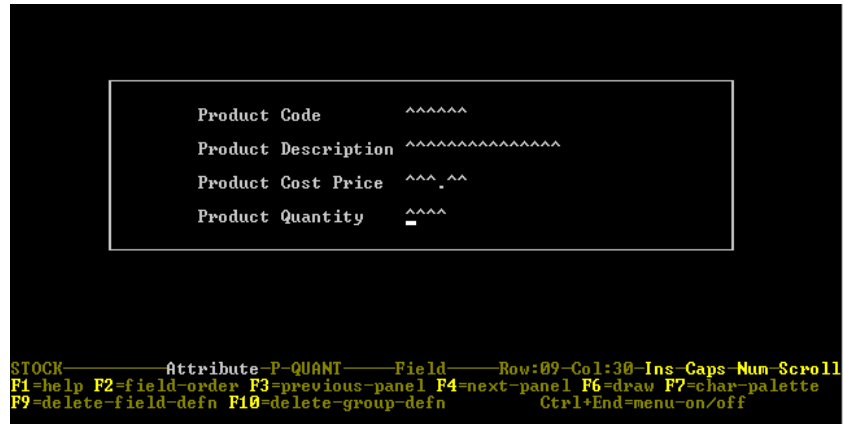 Product Code ^^^^^^
Product Description ^^^^^^^^^^^^^^^
Product Cost Price ^^^.^^
Product Quantity ^^^^
STOCK Attribute-P-QUANT Field Row:09-Col:30-Ins-Caps-Num-Scroll
F1=help F2=field-order F3=previous-panel F4=next-panel F6=draw F7=char-palette
F9=delete-field-defn F10=delete-group-defn Ctrl+End=menu-on/off